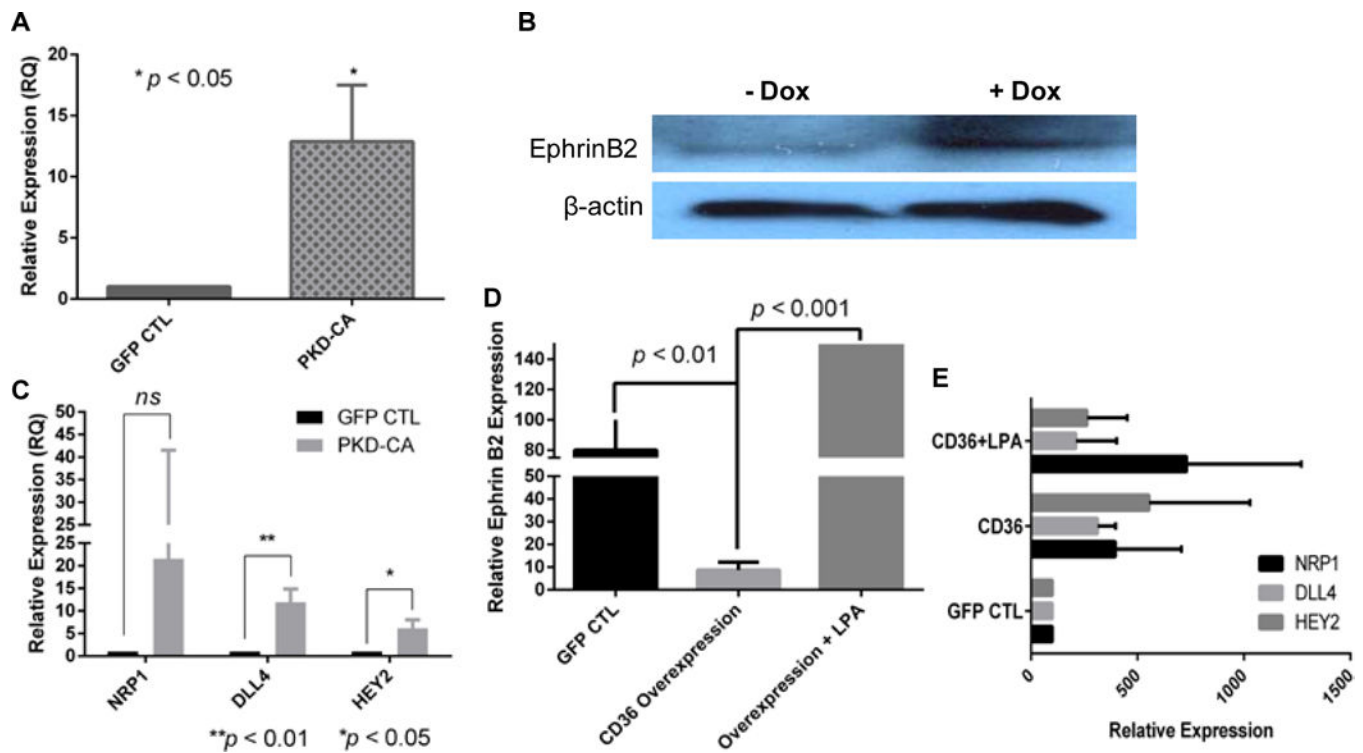 A
Relative Expression (RQ)
20
15
10
5
0
* p < 0.05
*
GFP CTL
PKD-CA
B
- Dox
+ Dox
EphrinB2
β-actin
C
Relative Expression (RQ)
50
45
40
35
30
25
20
15
10
5
0
ns
**
*
GFP CTL
PKD-CA
NRP1
DLL4
HEY2
**p < 0.01
*p < 0.05
D
Relative Ephrin B2 Expression
140
120
100
80
60
50
40
30
20
10
0
p < 0.01
p < 0.001
GFP CTL
CD36 Overexpression
Overexpression + LPA
E
CD36+LPA
CD36
GFP CTL
NRP1
DLL4
HEY2
0
500
1000
1500
Relative Expression